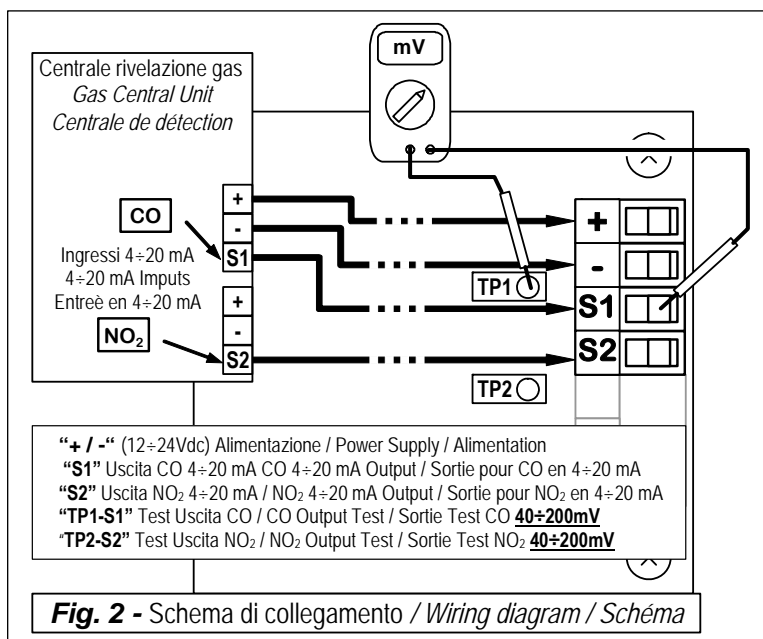 mV
Centrale rivelazione gas
Gas Central Unit
Centrale de détection
CO
+
-
S1
Ingressi 4÷20 mA
4÷20 mA Imputs
Entreè en 4÷20 mA
+
-
S2
NO₂
+
-
TP1
S1
S2
TP2
“+ / -“ (12÷24Vdc) Alimentazione / Power Supply / Alimentation
“S1” Uscita CO 4÷20 mA CO 4÷20 mA Output / Sortie pour CO en 4÷20 mA
“S2” Uscita NO₂ 4÷20 mA / NO₂ 4÷20 mA Output / Sortie pour NO₂ en 4÷20 mA
“TP1-S1” Test Uscita CO / CO Output Test / Sortie Test CO 40÷200mV
“TP2-S2” Test Uscita NO₂ / NO₂ Output Test / Sortie Test NO₂ 40÷200mV
Fig. 2 - Schema di collegamento / Wiring diagram / Schéma